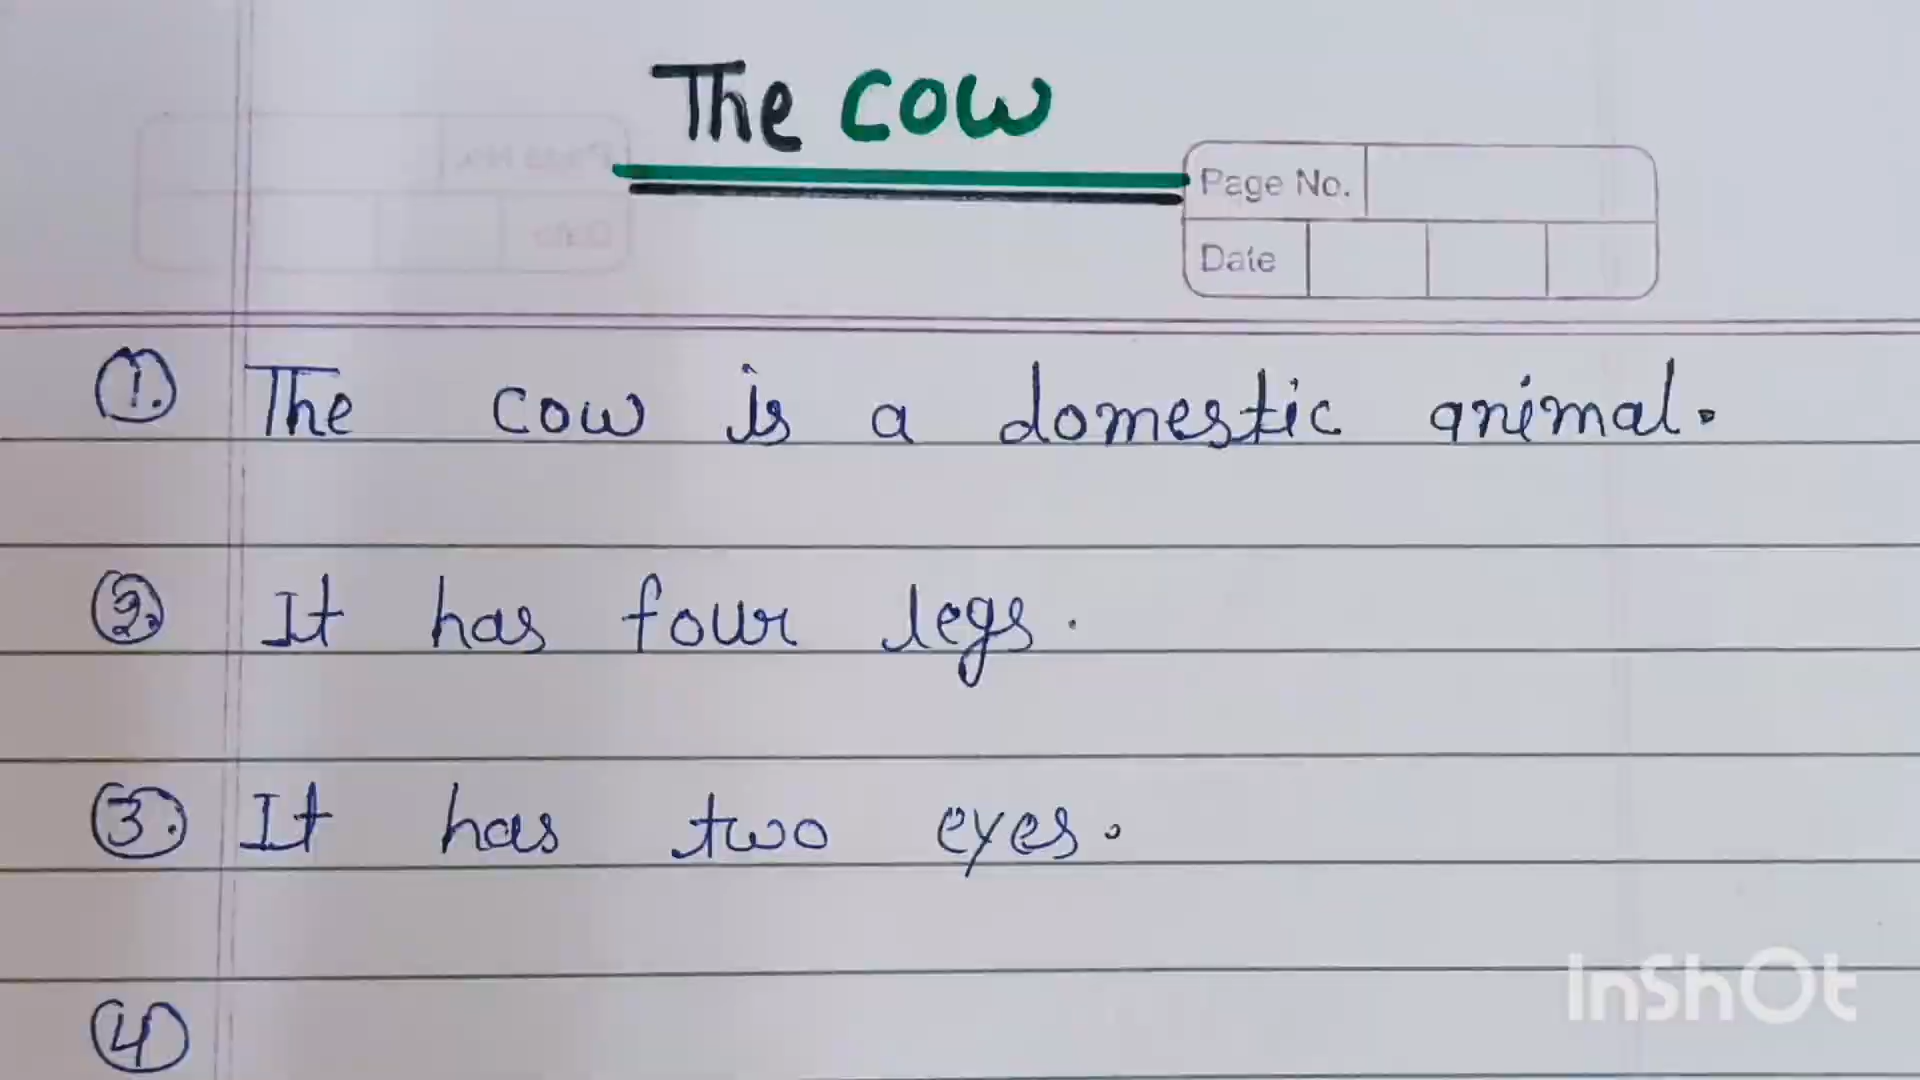 The cow
Page No.
Date
1. The cow is a domestic animal.
2. It has four legs.
3. It has two eyes.
4
InShOt